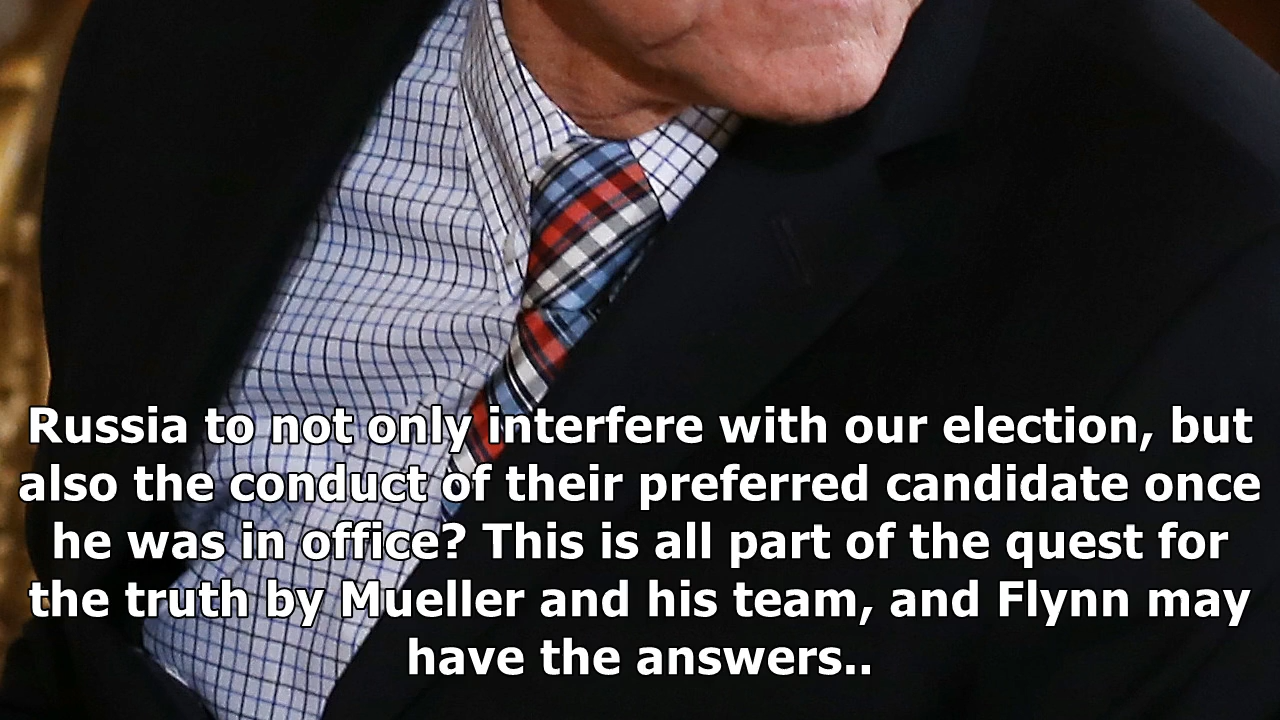 Russia to not only interfere with our election, but
also the conduct of their preferred candidate once
he was in office? This is all part of the quest for
the truth by Mueller and his team, and Flynn may
have the answers..